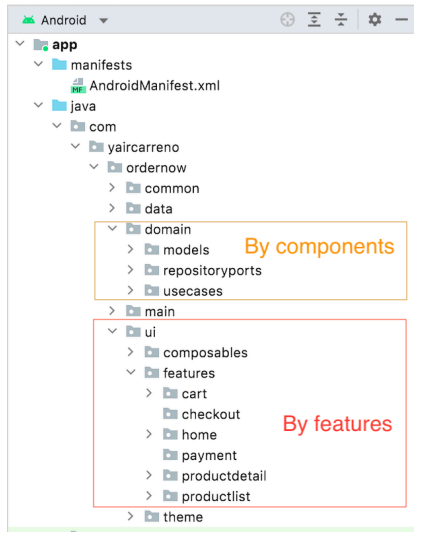 Android
app
manifests
MF AndroidManifest.xml
java
com
yaircarreno
ordernow
common
data
domain
models
By components
repositoryports
usecases
main
ui
composables
features
cart
checkout
By features
home
payment
productdetail
productlist
theme